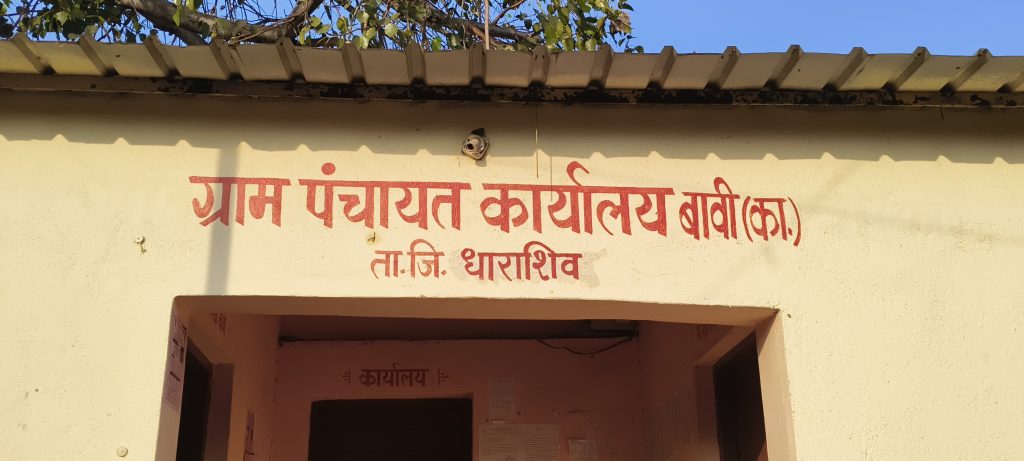 ग्राम पंचायत कार्यालय बावी (का.)
ता.जि. धाराशिव
कार्यालय